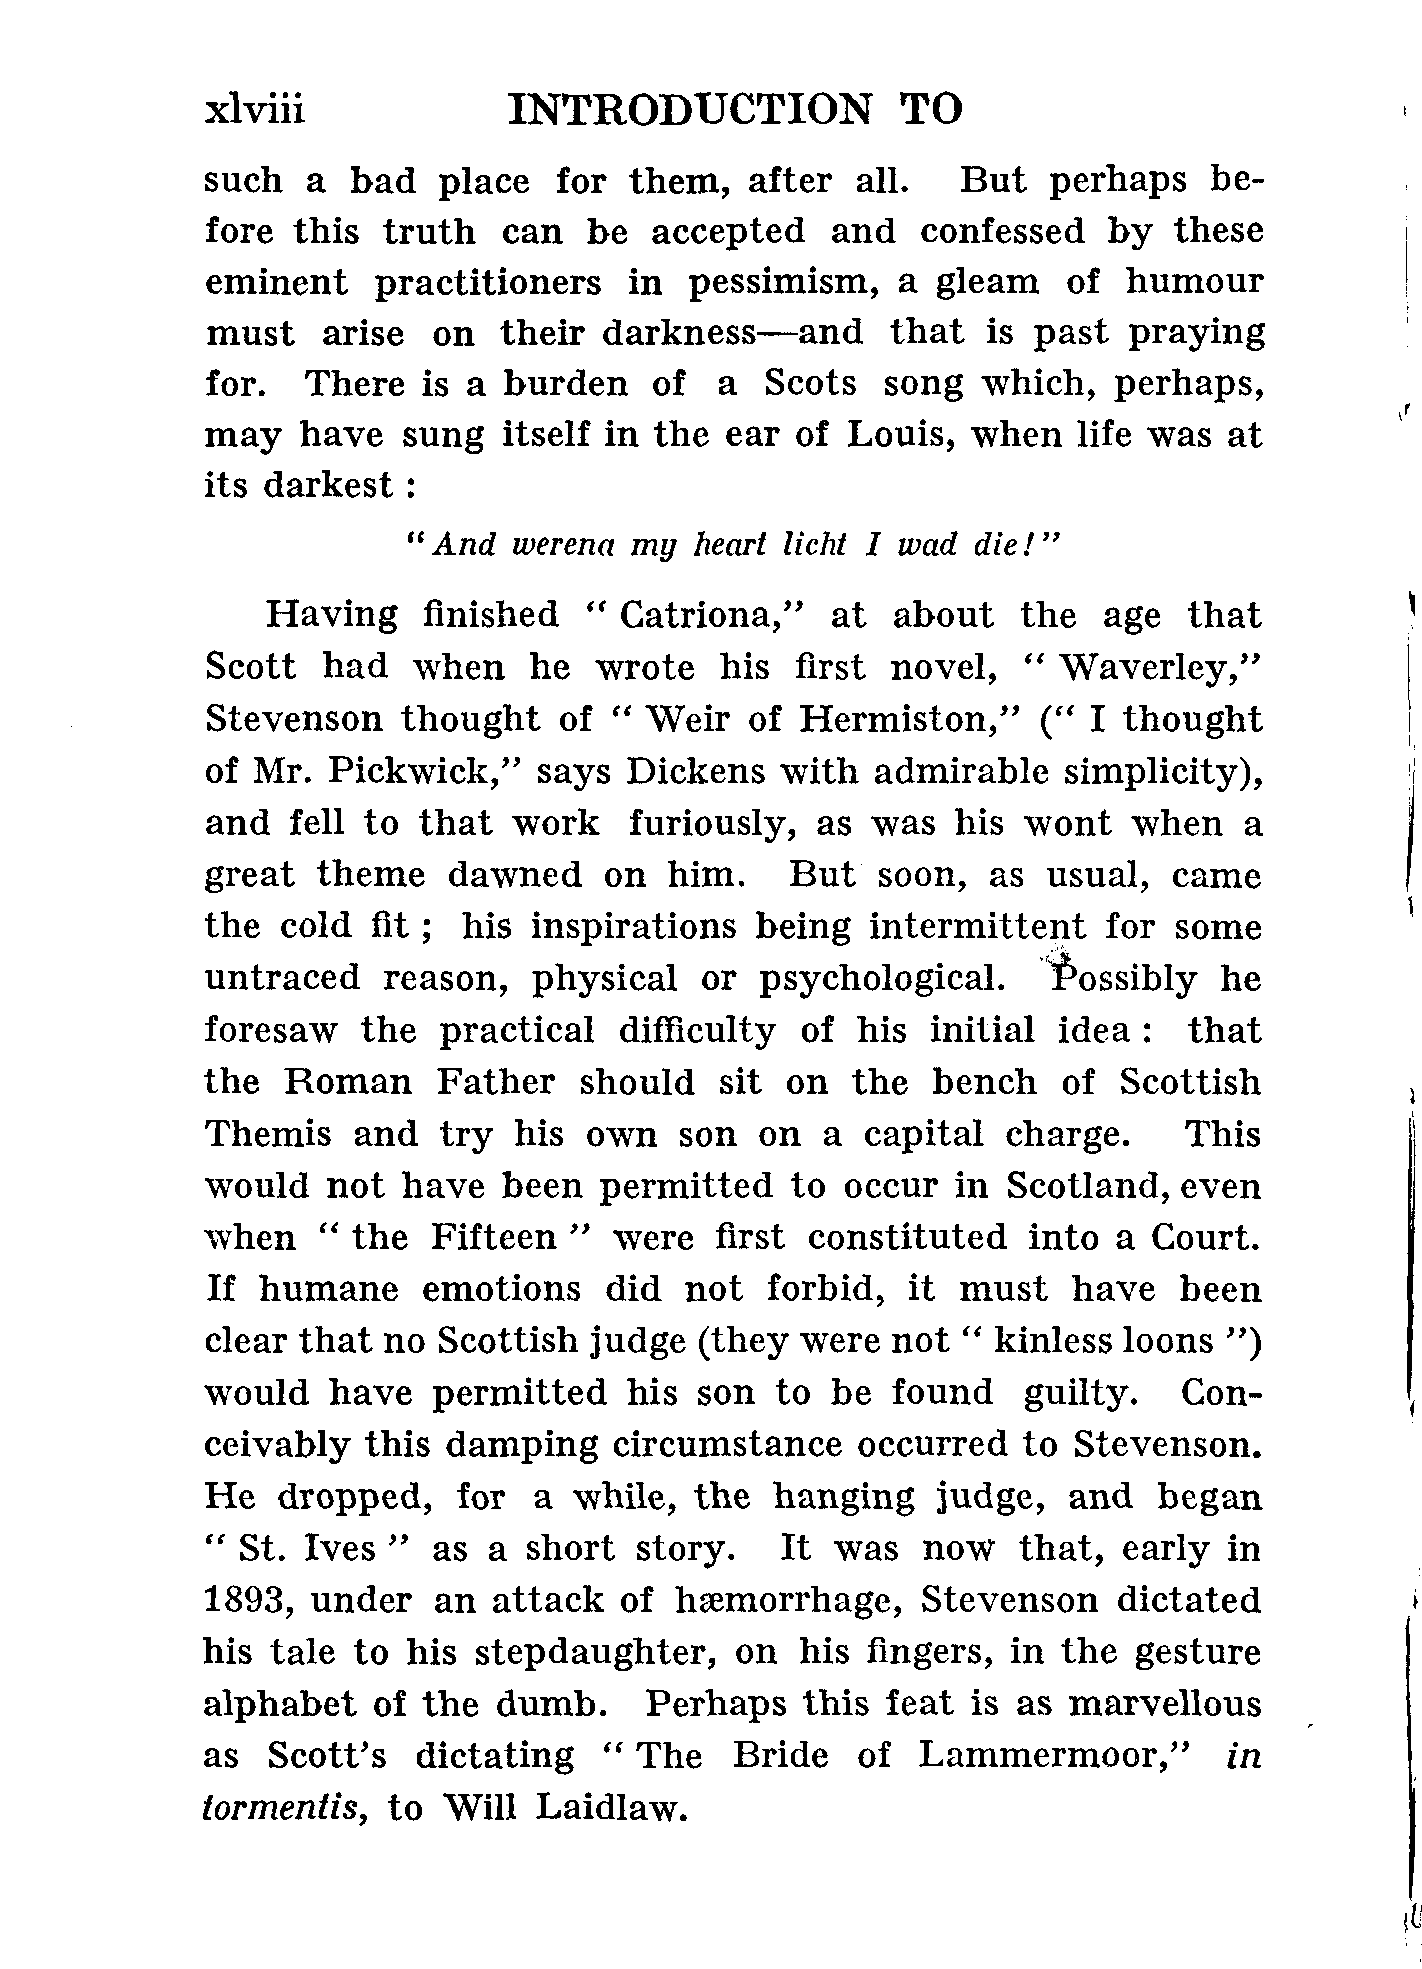 xlviii INTRODUCTION TO
such a bad place for them, after all. But perhaps be-
fore this truth can be accepted and confessed by these
eminent practitioners in pessimism, a gleam of humour
must arise on their darkness—and that is past praying
for. There is a burden of a Scots song which, perhaps,
may have sung itself in the ear of Louis, when life was at
its darkest :
"And werena my heart licht I wad die!"
Having finished " Catriona," at about the age that
Scott had when he wrote his first novel, " Waverley,"
Stevenson thought of " Weir of Hermiston," (" I thought
of Mr. Pickwick," says Dickens with admirable simplicity),
and fell to that work furiously, as was his wont when a
great theme dawned on him. But soon, as usual, came
the cold fit ; his inspirations being intermittent for some
untraced reason, physical or psychological. Possibly he
foresaw the practical difficulty of his initial idea : that
the Roman Father should sit on the bench of Scottish
Themis and try his own son on a capital charge. This
would not have been permitted to occur in Scotland, even
when " the Fifteen " were first constituted into a Court.
If humane emotions did not forbid, it must have been
clear that no Scottish judge (they were not " kinless loons ")
would have permitted his son to be found guilty. Con-
ceivably this damping circumstance occurred to Stevenson.
He dropped, for a while, the hanging judge, and began
" St. Ives " as a short story. It was now that, early in
1893, under an attack of hæmorrhage, Stevenson dictated
his tale to his stepdaughter, on his fingers, in the gesture
alphabet of the dumb. Perhaps this feat is as marvellous
as Scott's dictating " The Bride of Lammermoor," in
tormentis, to Will Laidlaw.